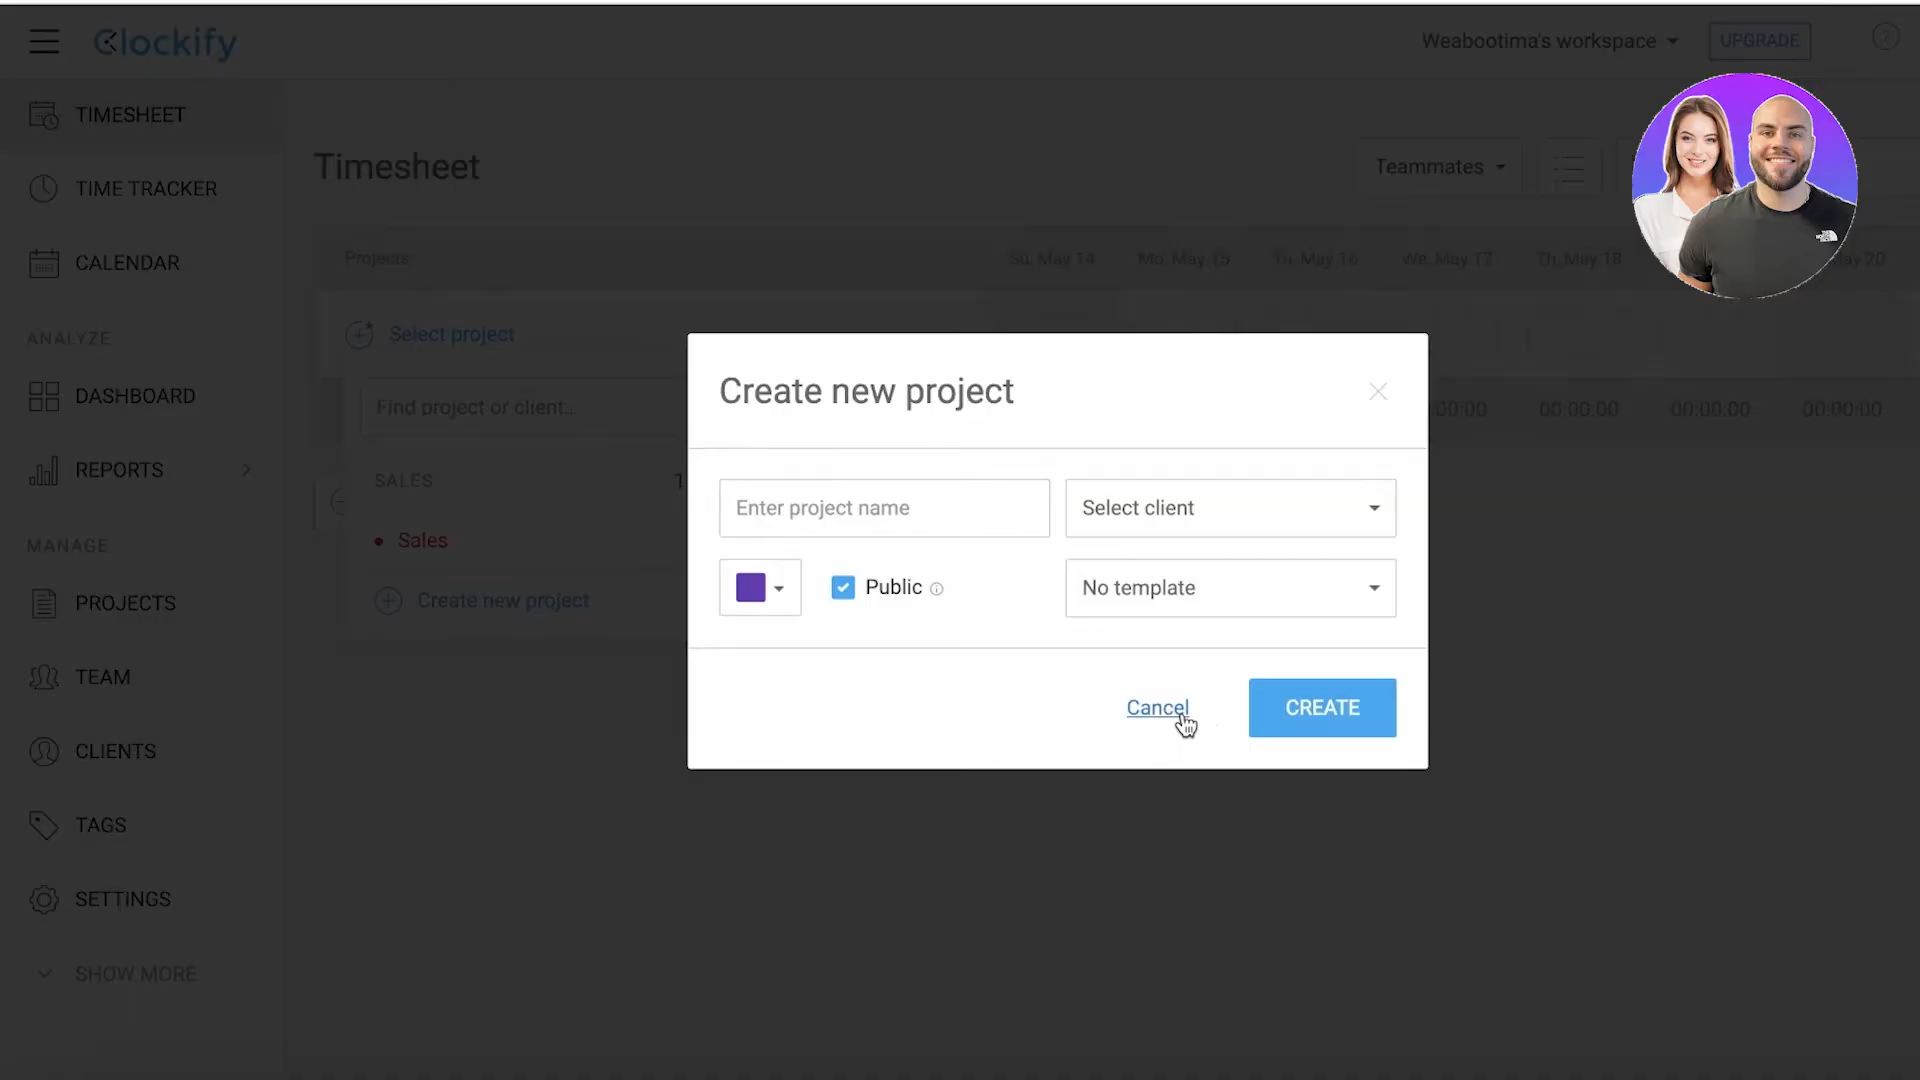 Clockify
Weabootima's workspace
UPGRADE
TIMESHEET
TIME TRACKER
CALENDAR
ANALYZE
DASHBOARD
REPORTS
MANAGE
PROJECTS
TEAM
CLIENTS
TAGS
SETTINGS
SHOW MORE
Timesheet
Teammates
Projects
Su, May 14
Mo, May 15
Tu, May 16
We, May 17
Th, May 18
May 20
Select project
Find project or client...
00:00
00:00:00
00:00:00
00:00:00
SALES
1
Sales
Create new project
Create new project
Enter project name
Select client
Public
No template
Cancel
CREATE